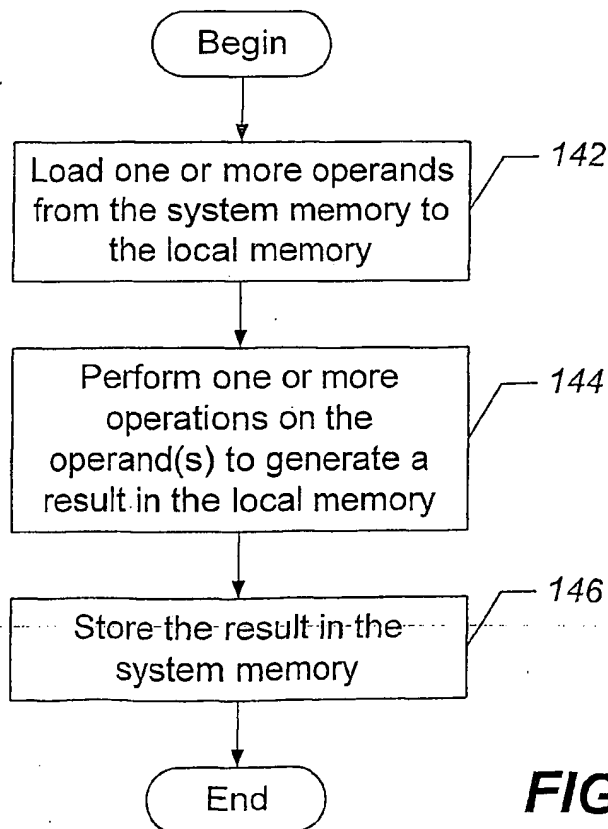 Begin
Load one or more operands
from the system memory to
the local memory
142
Perform one or more
operations on the
operand(s) to generate a
result in the local memory
144
Store the result in the
system memory
146
End
FIG